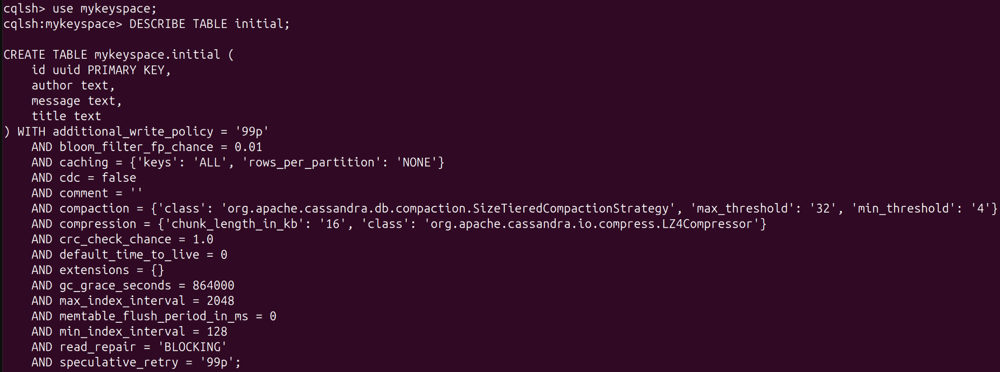 cqlsh> use mykeyspace;
cqlsh:mykeyspace> DESCRIBE TABLE initial;

CREATE TABLE mykeyspace.initial (
    id uuid PRIMARY KEY,
    author text,
    message text,
    title text
) WITH additional_write_policy = '99p'
    AND bloom_filter_fp_chance = 0.01
    AND caching = {'keys': 'ALL', 'rows_per_partition': 'NONE'}
    AND cdc = false
    AND comment = ''
    AND compaction = {'class': 'org.apache.cassandra.db.compaction.SizeTieredCompactionStrategy', 'max_threshold': '32', 'min_threshold': '4'}
    AND compression = {'chunk_length_in_kb': '16', 'class': 'org.apache.cassandra.io.compress.LZ4Compressor'}
    AND crc_check_chance = 1.0
    AND default_time_to_live = 0
    AND extensions = {}
    AND gc_grace_seconds = 864000
    AND max_index_interval = 2048
    AND memtable_flush_period_in_ms = 0
    AND min_index_interval = 128
    AND read_repair = 'BLOCKING'
    AND speculative_retry = '99p';